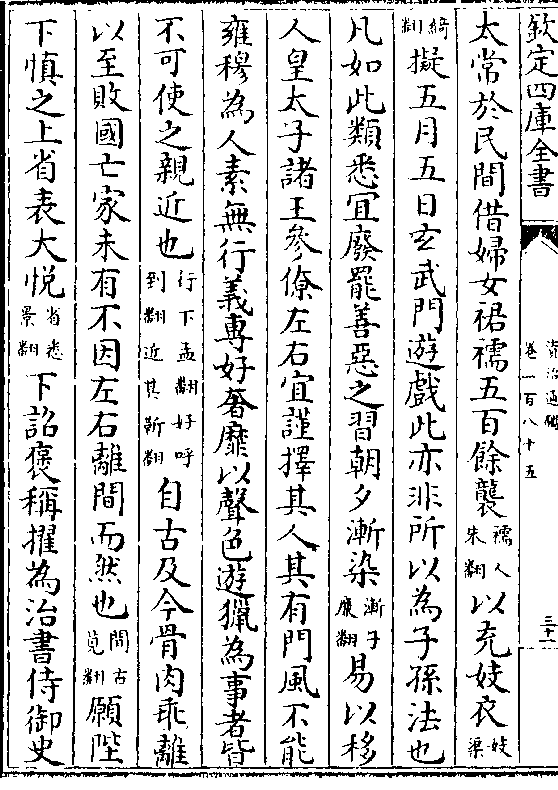 欽定四庫全書
資治通鑑
卷一百八十五
三十
太常於民間借婦女裙襦五百餘襲襦人朱翻以充妓衣妓渠
綺翻擬五月五日玄武門遊戲此亦非所以為子孫法也
凡如此類悉宜廢罷善惡之習朝夕漸染漸子廉翻易以移
人皇太子諸王參僚左右宜謹擇其人其有門風不能
雍穆為人素無行義專好奢靡以聲色遊獵為事者皆
不可使之親近也行下孟翻好呼到翻近其靳翻自古及今骨肉乖離
以至敗國亡家未有不因左右離間而然也間古莧翻願陛
下慎之上省表大悅省悉景翻下詔褒稱擢為治書侍御史